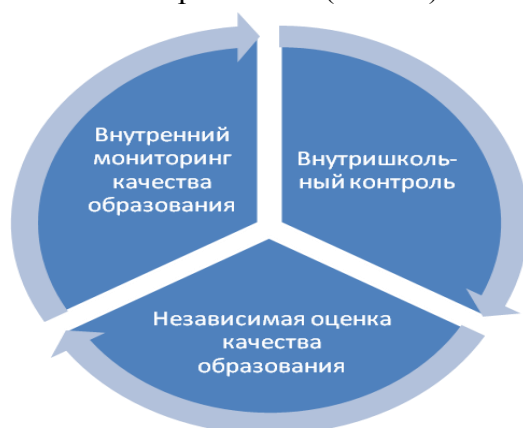 Внутренний
мониторинг
качества
образования
Внутришколь-
ный контроль
Независимая оценка
качества
образования